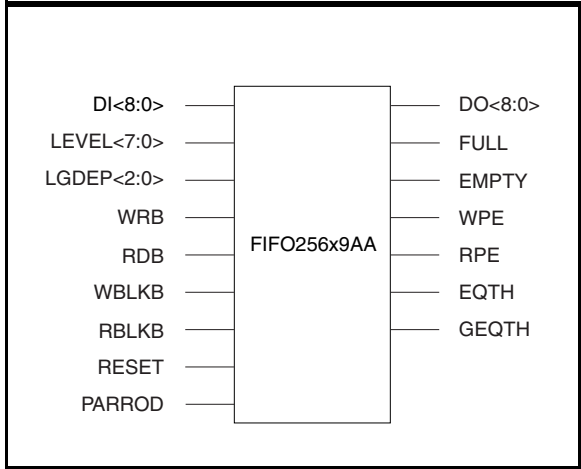 DI<8:0>
LEVEL<7:0>
LGDEP<2:0>
WRB
RDB
WBLKB
RBLKB
RESET
PARROD
FIFO256x9AA
DO<8:0>
FULL
EMPTY
WPE
RPE
EQTH
GEQTH